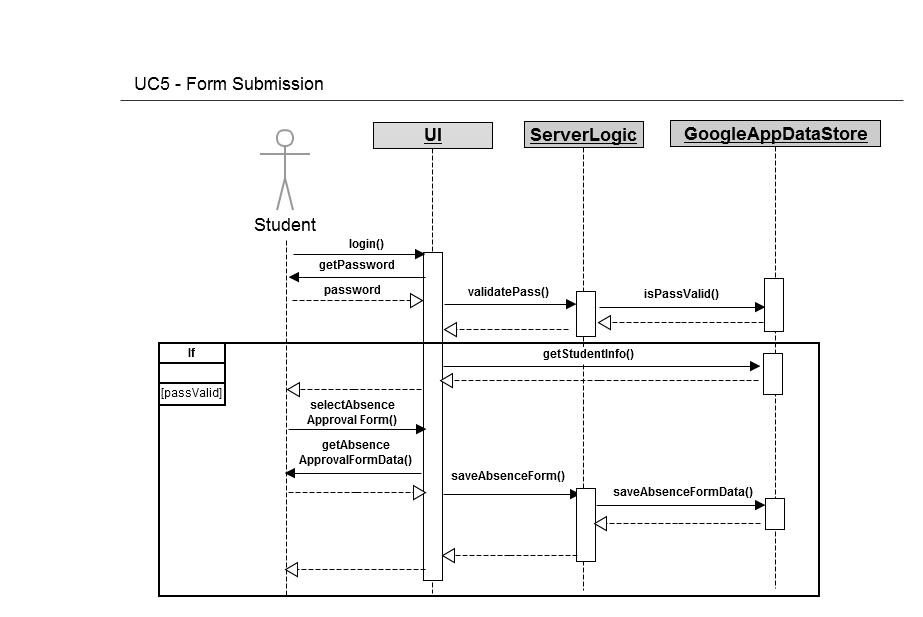 UC5 - Form Submission
UI
ServerLogic
GoogleAppDataStore
Student
login()
getPassword
password
validatePass()
isPassValid()
If
[passValid]
getStudentInfo()
selectAbsence
Approval Form()
getAbsence
ApprovalFormData()
saveAbsenceForm()
saveAbsenceFormData()